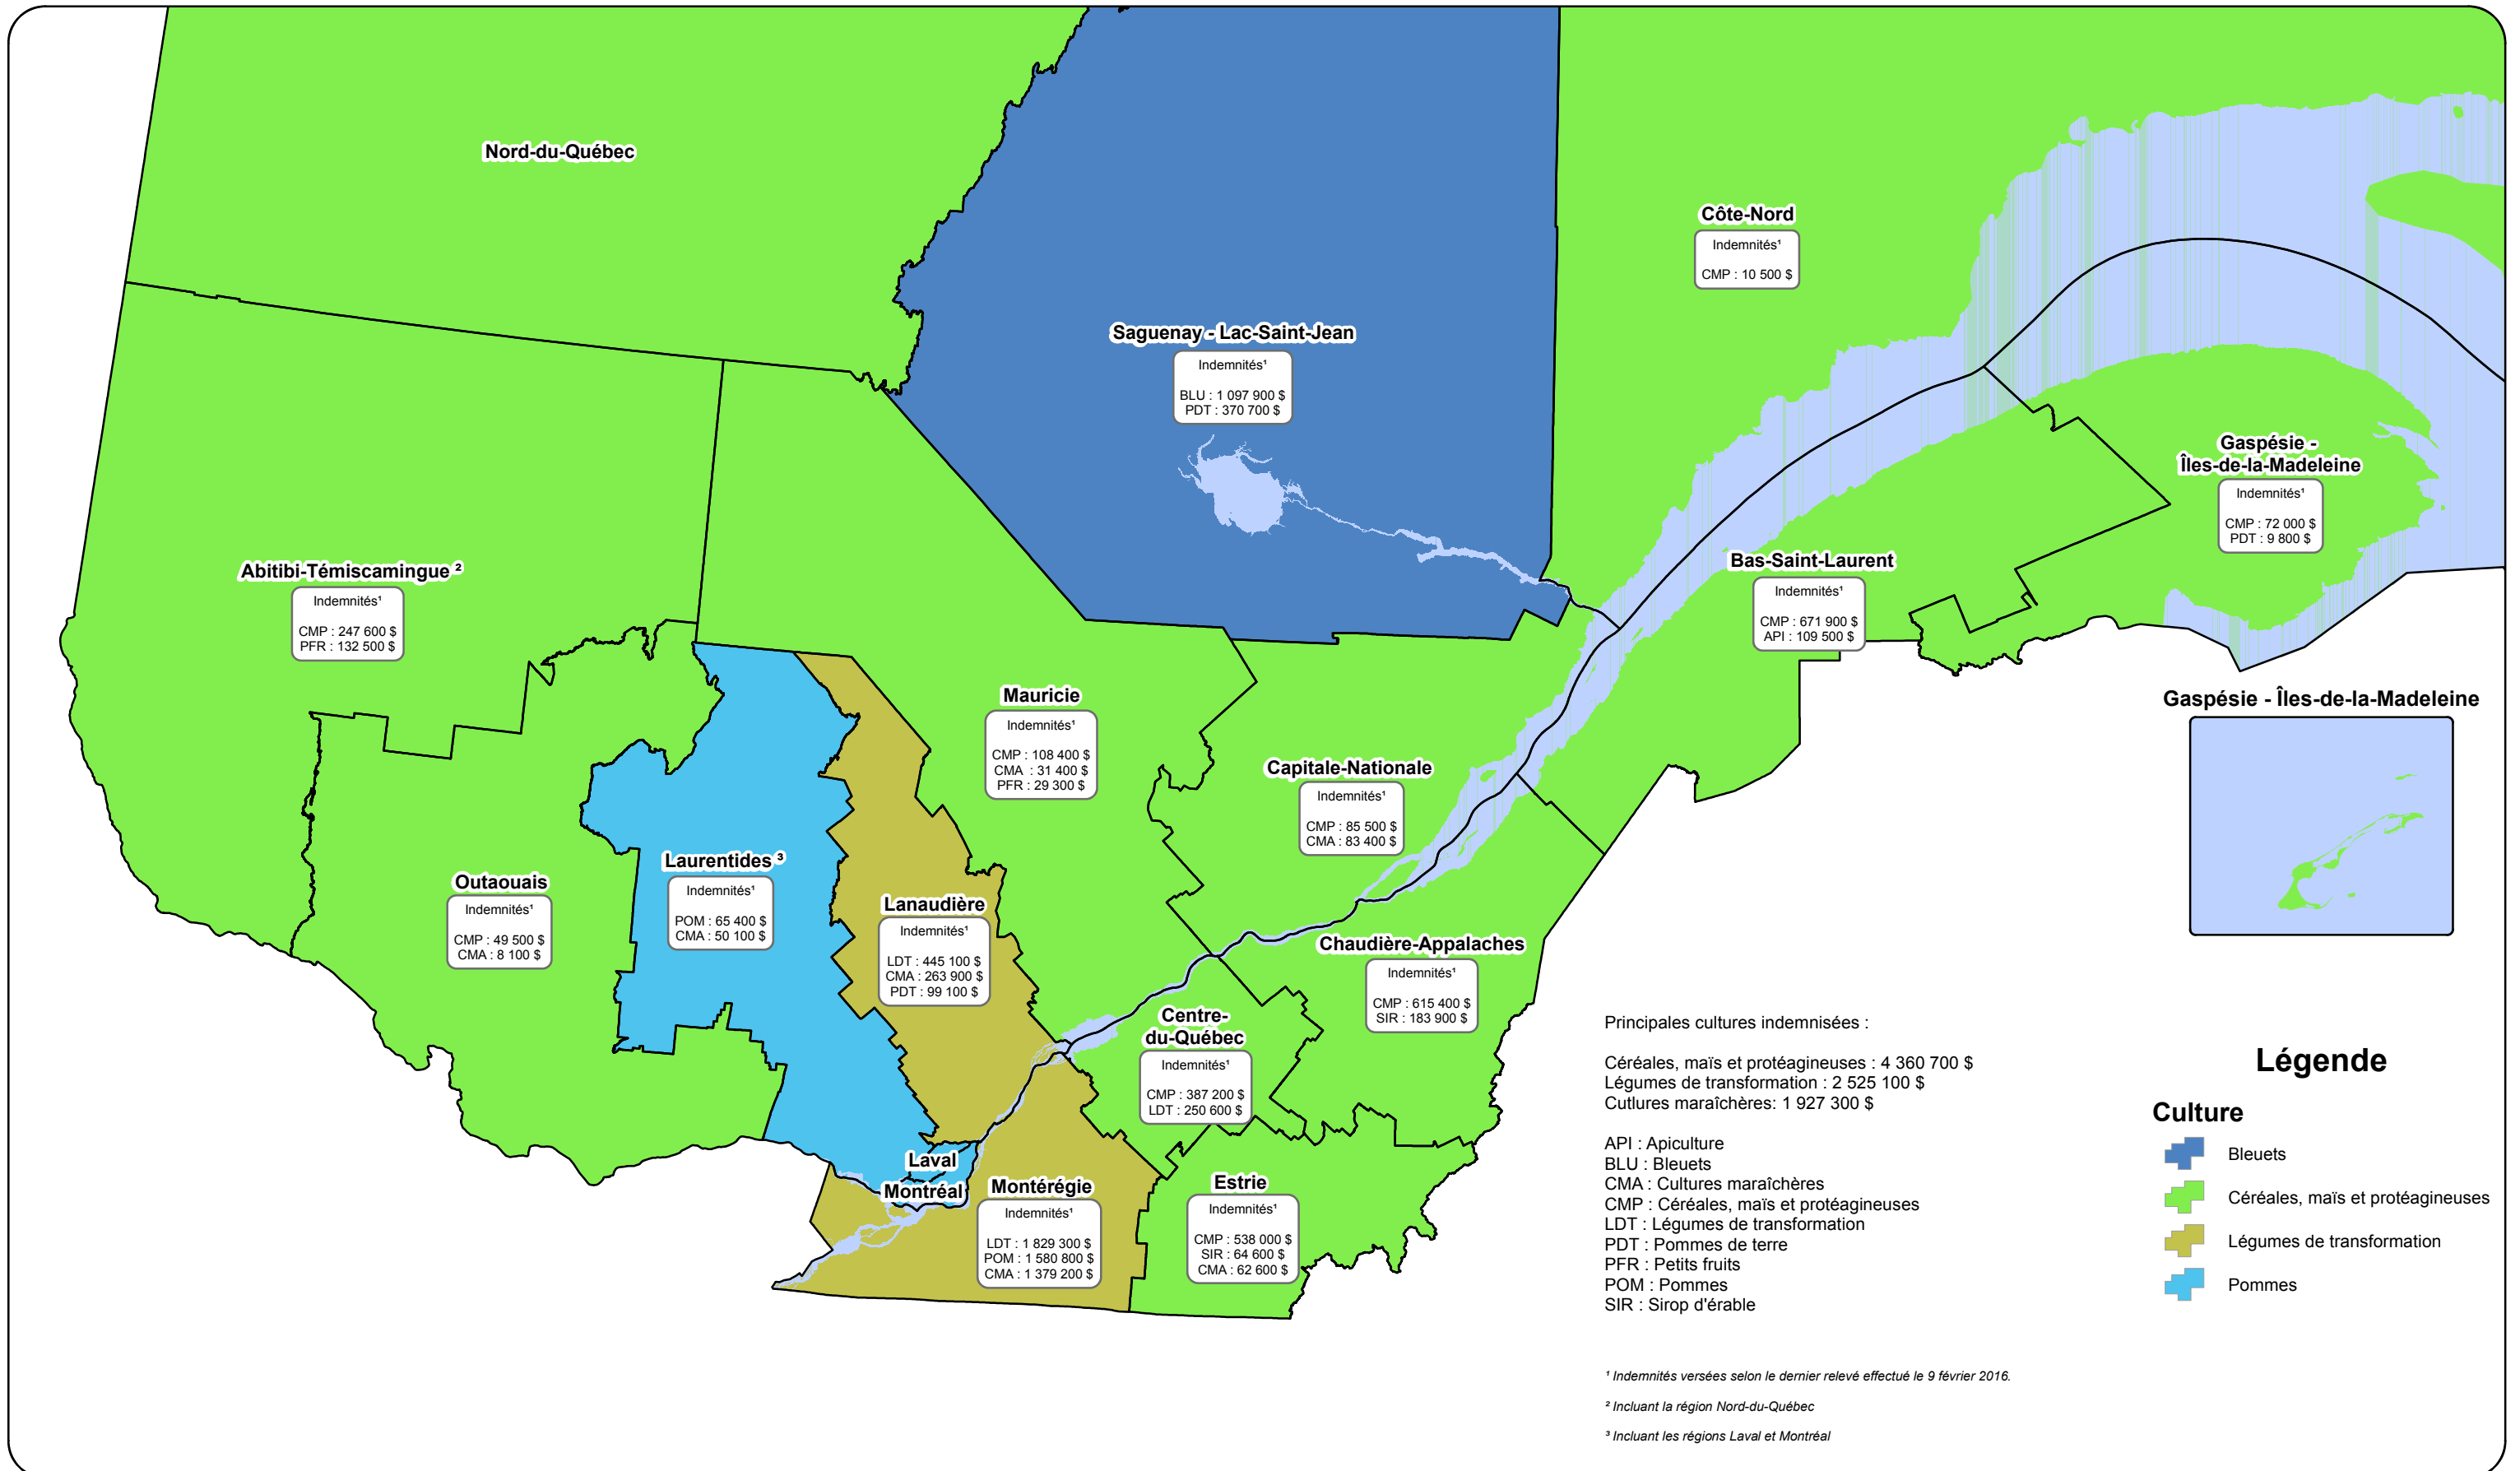 Nord-du-Québec
Côte-Nord
Indemnités¹
CMP : 10 500 $
Saguenay - Lac-Saint-Jean
Indemnités¹
BLU : 1 097 900 $
PDT : 370 700 $
Gaspésie -
Îles-de-la-Madeleine
Indemnités¹
CMP : 72 000 $
PDT : 9 800 $
Abitibi-Témiscamingue ²
Indemnités¹
CMP : 247 600 $
PFR : 132 500 $
Bas-Saint-Laurent
Indemnités¹
CMP : 671 900 $
API : 109 500 $
Mauricie
Indemnités¹
CMP : 108 400 $
CMA : 31 400 $
PFR : 29 300 $
Gaspésie - Îles-de-la-Madeleine
Capitale-Nationale
Indemnités¹
CMP : 85 500 $
CMA : 83 400 $
Outaouais
Indemnités¹
CMP : 49 500 $
CMA : 8 100 $
Laurentides ³
Indemnités¹
POM : 65 400 $
CMA : 50 100 $
Lanaudière
Indemnités¹
LDT : 445 100 $
CMA : 263 900 $
PDT : 99 100 $
Chaudière-Appalaches
Indemnités¹
CMP : 615 400 $
SIR : 183 900 $
Centre-
du-Québec
Indemnités¹
CMP : 387 200 $
LDT : 250 600 $
Laval
Montréal
Montérégie
Indemnités¹
LDT : 1 829 300 $
POM : 1 580 800 $
CMA : 1 379 200 $
Estrie
Indemnités¹
CMP : 538 000 $
SIR : 64 600 $
CMA : 62 600 $
Principales cultures indemnisées :
Céréales, maïs et protéagineuses : 4 360 700 $
Légumes de transformation : 2 525 100 $
Cutlures maraîchères: 1 927 300 $
API : Apiculture
BLU : Bleuets
CMA : Cultures maraîchères
CMP : Céréales, maïs et protéagineuses
LDT : Légumes de transformation
PDT : Pommes de terre
PFR : Petits fruits
POM : Pommes
SIR : Sirop d'érable
Légende
Culture
Bleuets
Céréales, maïs et protéagineuses
Légumes de transformation
Pommes
¹ Indemnités versées selon le dernier relevé effectué le 9 février 2016.
² Incluant la région Nord-du-Québec
³ Incluant les régions Laval et Montréal